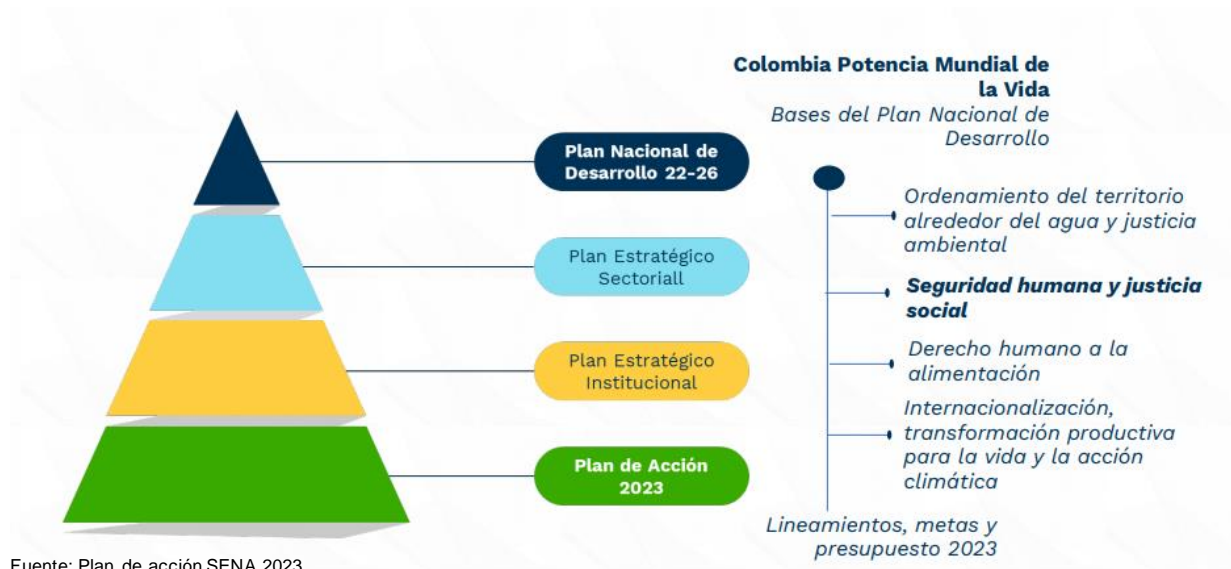 Colombia Potencia Mundial de
la Vida
Bases del Plan Nacional de
Desarrollo
Plan Nacional de
Desarrollo 22-26
Plan Estratégico
Sectoriall
Plan Estratégico
Institucional
Plan de Acción
2023
Ordenamiento del territorio
alrededor del agua y justicia
ambiental
Seguridad humana y justicia
social
Derecho humano a la
alimentación
Internacionalización,
transformación productiva
para la vida y la acción
climática
Lineamientos, metas y
presupuesto 2023
Fuente: Plan de acción SENA 2023